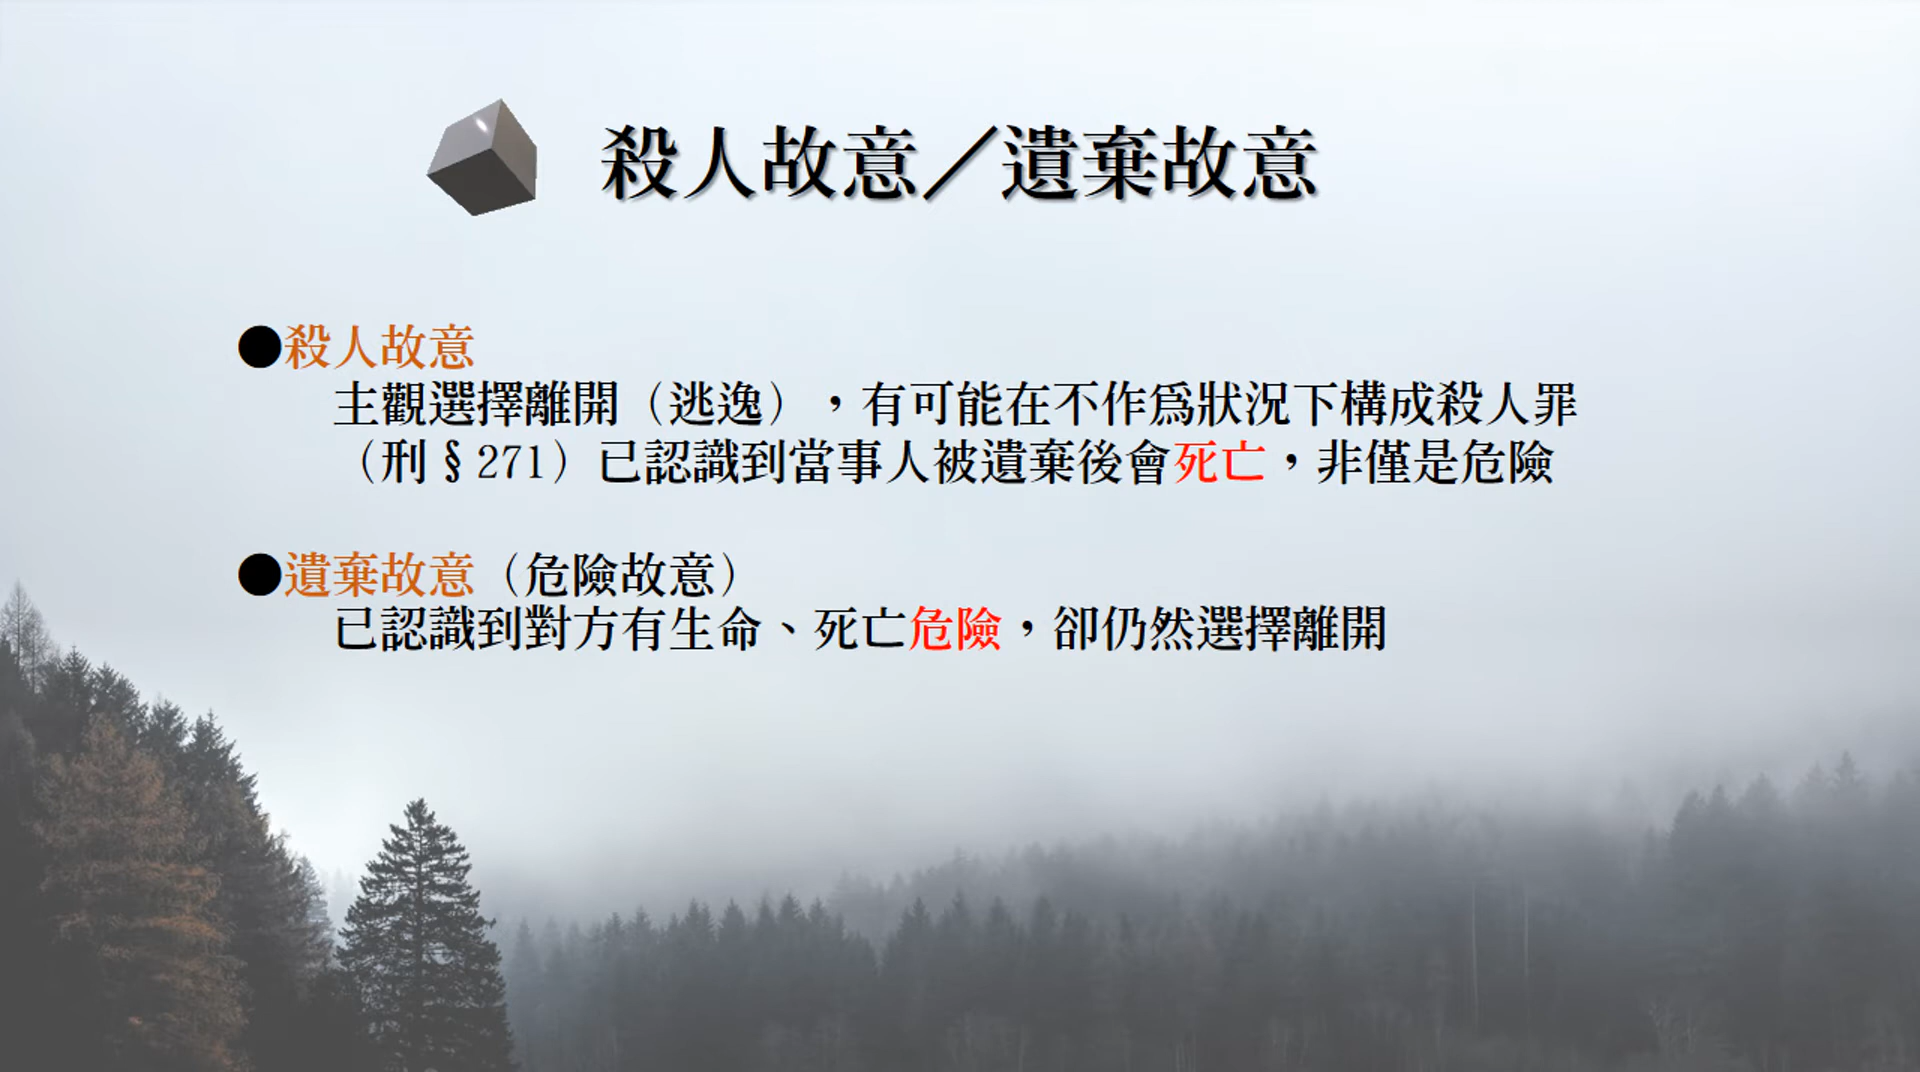 殺人故意／遺棄故意
●殺人故意
主觀選擇離開（逃逸），有可能在不作為狀況下構成殺人罪
（刑§271）已認識到當事人被遺棄後會死亡，非僅是危險
●遺棄故意（危險故意）
已認識到對方有生命、死亡危險，卻仍然選擇離開